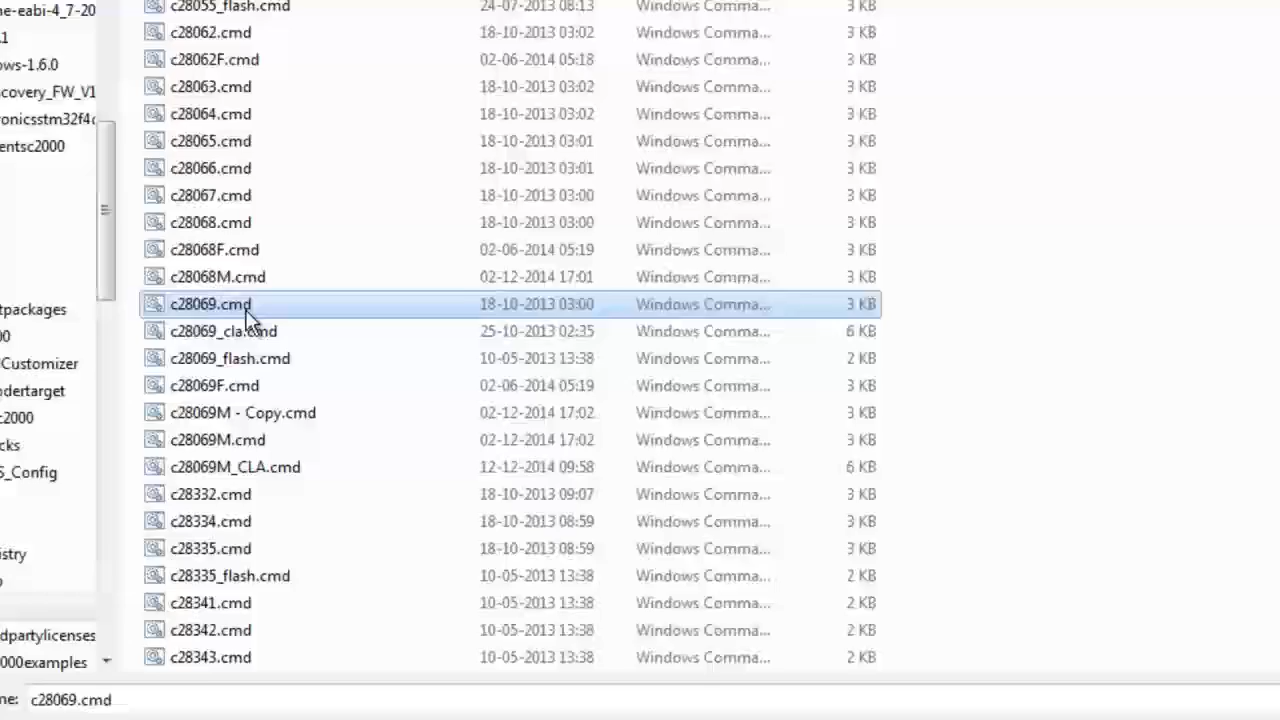 c28055_flash.cmd 24-07-2013 08:13 3 KB
ne-eabi-4_7-20
c28062.cmd 18-10-2013 03:02 Windows Comma... 3 KB
.1
c28062F.cmd 02-06-2014 05:18 Windows Comma... 3 KB
ows-1.6.0
c28063.cmd 18-10-2013 03:02 Windows Comma... 3 KB
scovery_FW_V1
c28064.cmd 18-10-2013 03:02 Windows Comma... 3 KB
ronicsstm32f4
c28065.cmd 18-10-2013 03:01 Windows Comma... 3 KB
entsc2000
c28066.cmd 18-10-2013 03:01 Windows Comma... 3 KB
c28067.cmd 18-10-2013 03:00 Windows Comma... 3 KB
c28068.cmd 18-10-2013 03:00 Windows Comma... 3 KB
c28068F.cmd 02-06-2014 05:19 Windows Comma... 3 KB
c28068M.cmd 02-12-2014 17:01 Windows Comma... 3 KB
c28069.cmd 18-10-2013 03:00 Windows Comma... 3 KB
tpackages
c28069_cla.cmd 25-10-2013 02:35 Windows Comma... 6 KB
00
c28069_flash.cmd 10-05-2013 13:38 Windows Comma... 2 KB
Customizer
c28069F.cmd 02-06-2014 05:19 Windows Comma... 3 KB
dertarget
c28069M - Copy.cmd 02-12-2014 17:02 Windows Comma... 3 KB
c2000
c28069M.cmd 02-12-2014 17:02 Windows Comma... 3 KB
cks
c28069M_CLA.cmd 12-12-2014 09:58 Windows Comma... 6 KB
S_Config
c28332.cmd 18-10-2013 09:07 Windows Comma... 3 KB
c28334.cmd 18-10-2013 08:59 Windows Comma... 3 KB
c28335.cmd 18-10-2013 08:59 Windows Comma... 3 KB
istry
c28335_flash.cmd 10-05-2013 13:38 Windows Comma... 2 KB
c28341.cmd 10-05-2013 13:38 Windows Comma... 2 KB
c28342.cmd 10-05-2013 13:38 Windows Comma... 2 KB
dpartylicenses
c28343.cmd 10-05-2013 13:38 Windows Comma... 2 KB
000examples
me: c28069.cmd